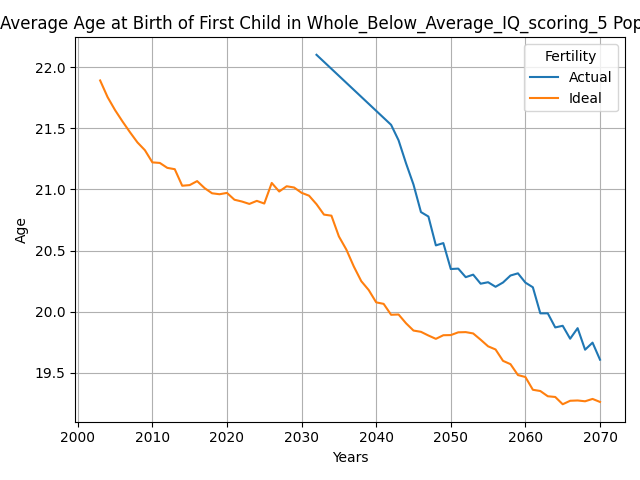 Average Age at Birth of First Child in Whole_Below_Average_IQ_scoring_5 Pop
Fertility
Actual
Ideal
22.0
21.5
21.0
20.5
20.0
19.5
Age
2000 2010 2020 2030 2040 2050 2060 2070
Years